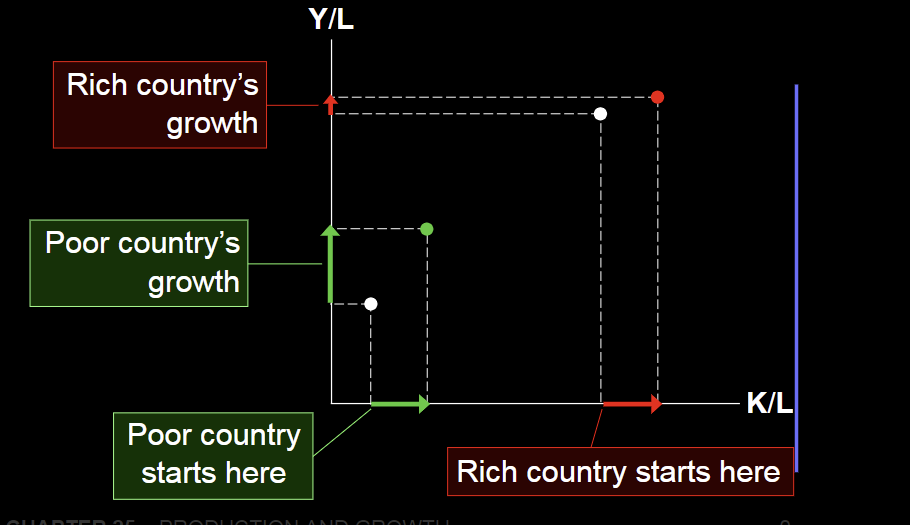 Y/L
Rich country’s
growth
Poor country’s
growth
K/L
Poor country
starts here
Rich country starts here
CHAPTER 25 PRODUCTION AND GROWTH